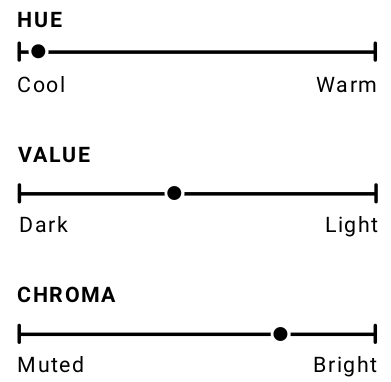 HUE
Cool Warm
VALUE
Dark Light
CHROMA
Muted Bright